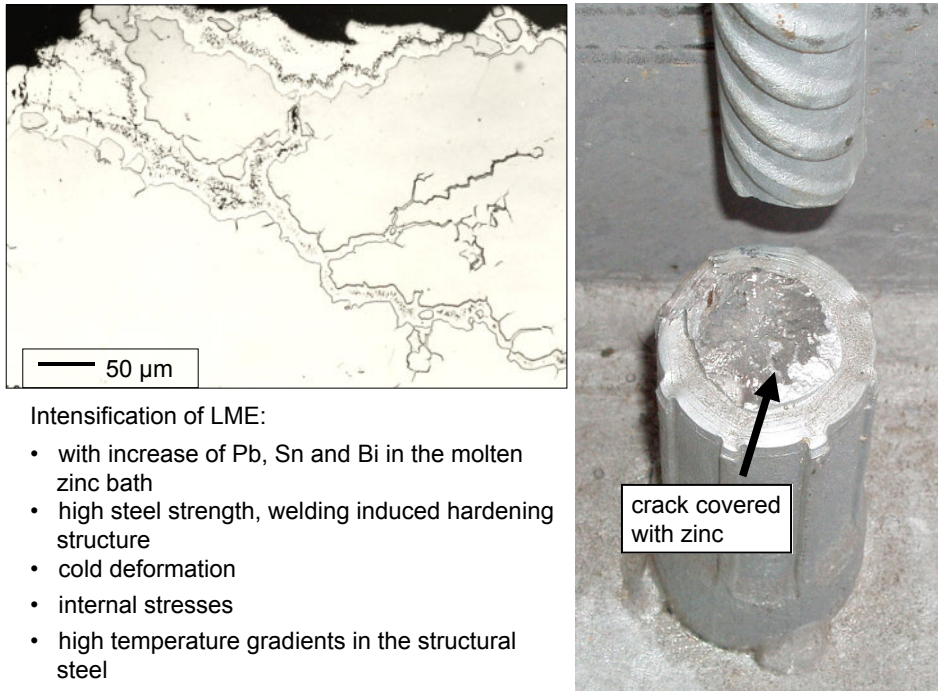 50 µm
Intensification of LME:
• with increase of Pb, Sn and Bi in the molten
zinc bath
• high steel strength, welding induced hardening
structure
• cold deformation
• internal stresses
• high temperature gradients in the structural
steel
crack covered
with zinc